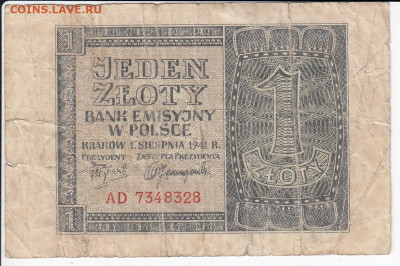 COINS.ЛАVE.RU
1
JEDEN
ZŁOTY
BANK EMISYJNY
W POLSCE
KRAKÓW 1. SIERPNIA 1941 R.
PREZYDENT ZASTĘPCA PREZYDENTA
AD 7348328
1
1
ZŁOTY